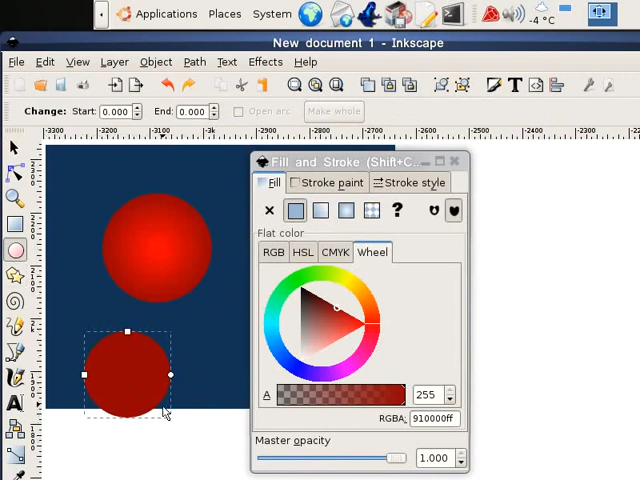 Applications Places System -4 °C
New document 1 - Inkscape
File Edit View Layer Object Path Text Effects Help
Change: Start: 0.000 End: 0.000 Open arc Make whole
-3300 -3200 -3100 -3k -2900 -2800 -2700 -2600 -2500 -2400
Fill and Stroke (Shift+C...
Fill Stroke paint Stroke style
?
Flat color
RGB HSL CMYK Wheel
A 255
RGBA: 910000ff
Master opacity
1.000